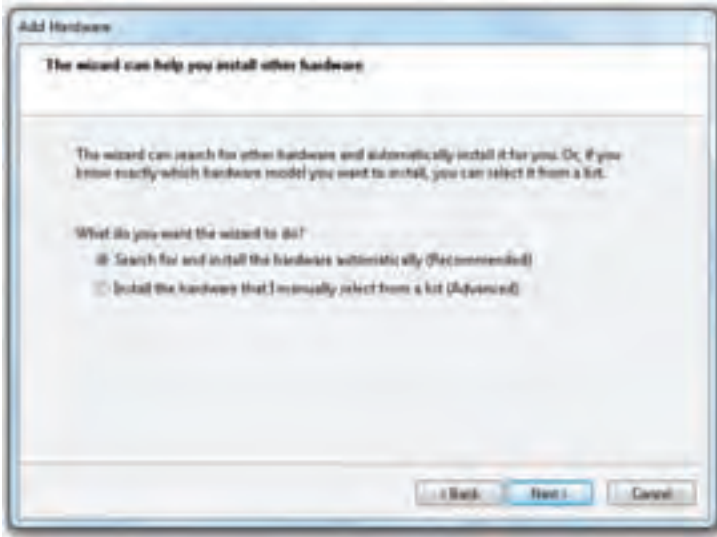 Add Hardware
The wizard can help you install other hardware
The wizard can search for other hardware and automatically install it for you. Or, if you
know exactly which hardware model you want to install, you can select it from a list.
What do you want the wizard to do?
Search for and install the hardware automatically (Recommended)
Install the hardware that I manually select from a list (Advanced)
< Back Next > Cancel